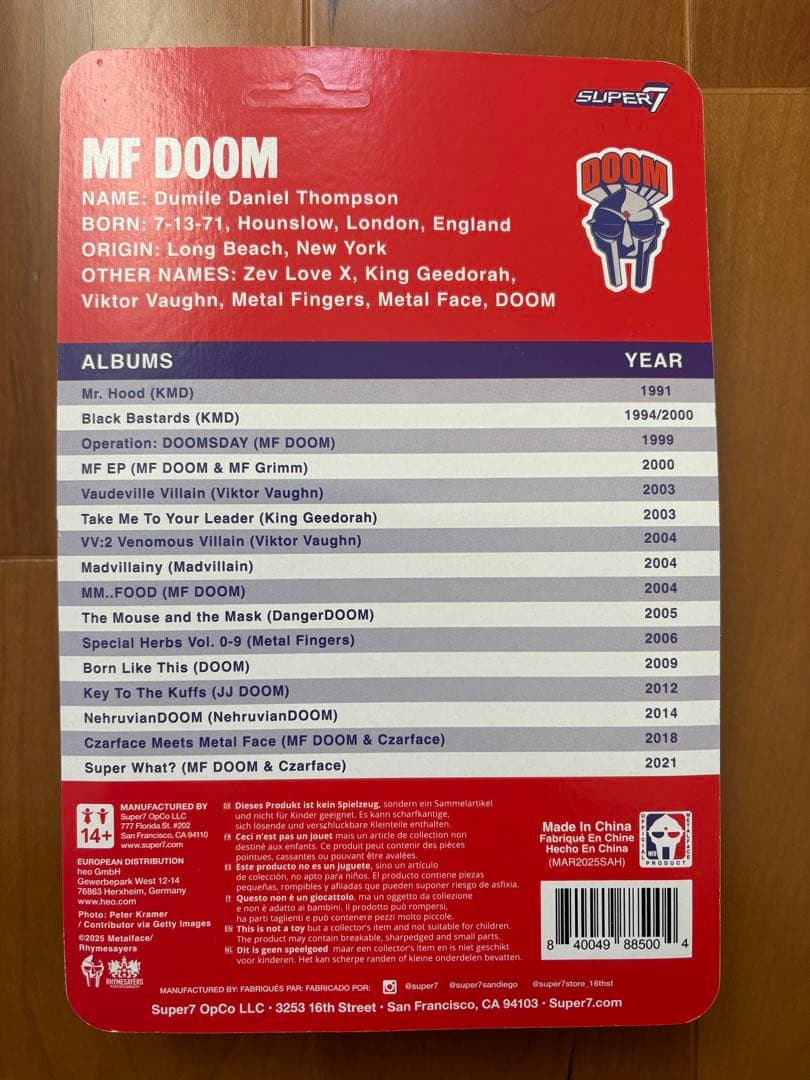 SUPER7
DOOM
MF DOOM
NAME: Dumile Daniel Thompson
BORN: 7-13-71, Hounslow, London, England
ORIGIN: Long Beach, New York
OTHER NAMES: Zev Love X, King Geedorah,
Viktor Vaughn, Metal Fingers, Metal Face, DOOM
ALBUMS YEAR
Mr. Hood (KMD) 1991
Black Bastards (KMD) 1994/2000
Operation: DOOMSDAY (MF DOOM) 1999
MF EP (MF DOOM & MF Grimm) 2000
Vaudeville Villain (Viktor Vaughn) 2003
Take Me To Your Leader (King Geedorah) 2003
VV:2 Venomous Villain (Viktor Vaughn) 2004
Madvillainy (Madvillain) 2004
MM..FOOD (MF DOOM) 2004
The Mouse and the Mask (DangerDOOM) 2005
Special Herbs Vol. 0-9 (Metal Fingers) 2006
Born Like This (DOOM) 2009
Key To The Kuffs (JJ DOOM) 2012
NehruvianDOOM (NehruvianDOOM) 2014
Czarface Meets Metal Face (MF DOOM & Czarface) 2018
Super What? (MF DOOM & Czarface) 2021
14+
MANUFACTURED BY
Super7 OpCo LLC
777 Florida St. #202
San Francisco, CA 94110
www.super7.com
EUROPEAN DISTRIBUTION
heo GmbH
Gewerbepark West 12-14
76863 Herxheim, Germany
www.heo.com
Photo: Peter Kramer
/ Contributor via Getty Images
©2025 Metalface/
Rhymesayers
RHYMESAYERS
ENTERTAINMENT
DE Dieses Produkt ist kein Spielzeug, sondern ein Sammelartikel
und nicht für Kinder geeignet. Es kann scharfkantige,
sich lösende und verschluckbare Kleinteile enthalten.
FR Ceci n'est pas un jouet mais un article de collection non
destiné aux enfants. Ce produit peut contenir des pièces
pointues, cassantes ou pouvant être avalées.
ES Este producto no es un juguete, sino un artículo
de colección, no apto para niños. El producto contiene piezas
pequeñas, rompibles y afiladas que pueden suponer riesgo de asfixia.
IT Questo non è un giocattolo, ma un oggetto da collezione
e non è adatto ai bambini. Il prodotto può rompersi,
ha parti taglienti e può contenere pezzi molto piccole.
EN This is not a toy but a collector's item and not suitable for children.
The product may contain breakable, sharpedged and small parts.
NL Dit is geen speelgoed maar een collector's item en is niet geschikt
voor kinderen. Het kan scherpe randen of kleine onderdelen bevatten.
Made In China
Fabriqué En Chine
Hecho En China
(MAR2025SAH)
OFFICIAL METALFACE PRODUCT
8 40049 88500 4
MANUFACTURED BY: FABRIQUÉS PAR: FABRICADO POR: @super7 @super7sandiego @super7store_16thst
Super7 OpCo LLC · 3253 16th Street · San Francisco, CA 94103 · Super7.com